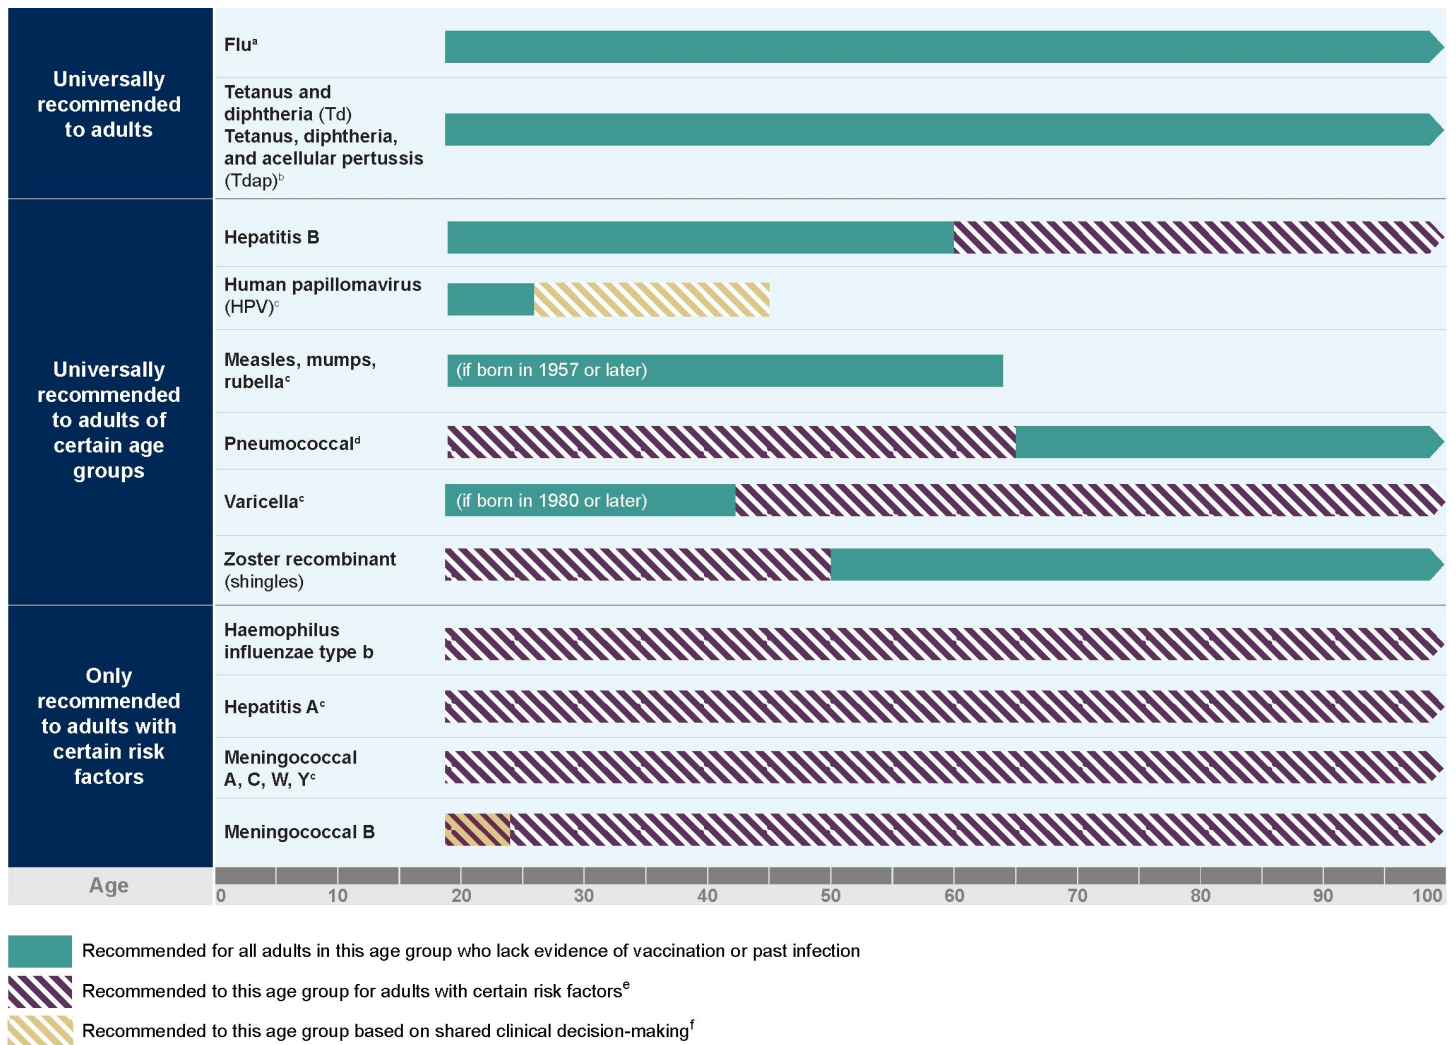 Universally
recommended
to adults
Fluᵃ
Tetanus and
diphtheria (Td)
Tetanus, diphtheria,
and acellular pertussis
(Tdap)ᵇ
Universally
recommended
to adults of
certain age
groups
Hepatitis B
Human papillomavirus
(HPV)ᶜ
Measles, mumps,
rubellaᶜ
(if born in 1957 or later)
Pneumococcalᵈ
Varicellaᶜ
(if born in 1980 or later)
Zoster recombinant
(shingles)
Only
recommended
to adults with
certain risk
factors
Haemophilus
influenzae type b
Hepatitis Aᶜ
Meningococcal
A, C, W, Yᶜ
Meningococcal B
Age
0 10 20 30 40 50 60 70 80 90 100
Recommended for all adults in this age group who lack evidence of vaccination or past infection
Recommended to this age group for adults with certain risk factorsᵉ
Recommended to this age group based on shared clinical decision-makingᶠ